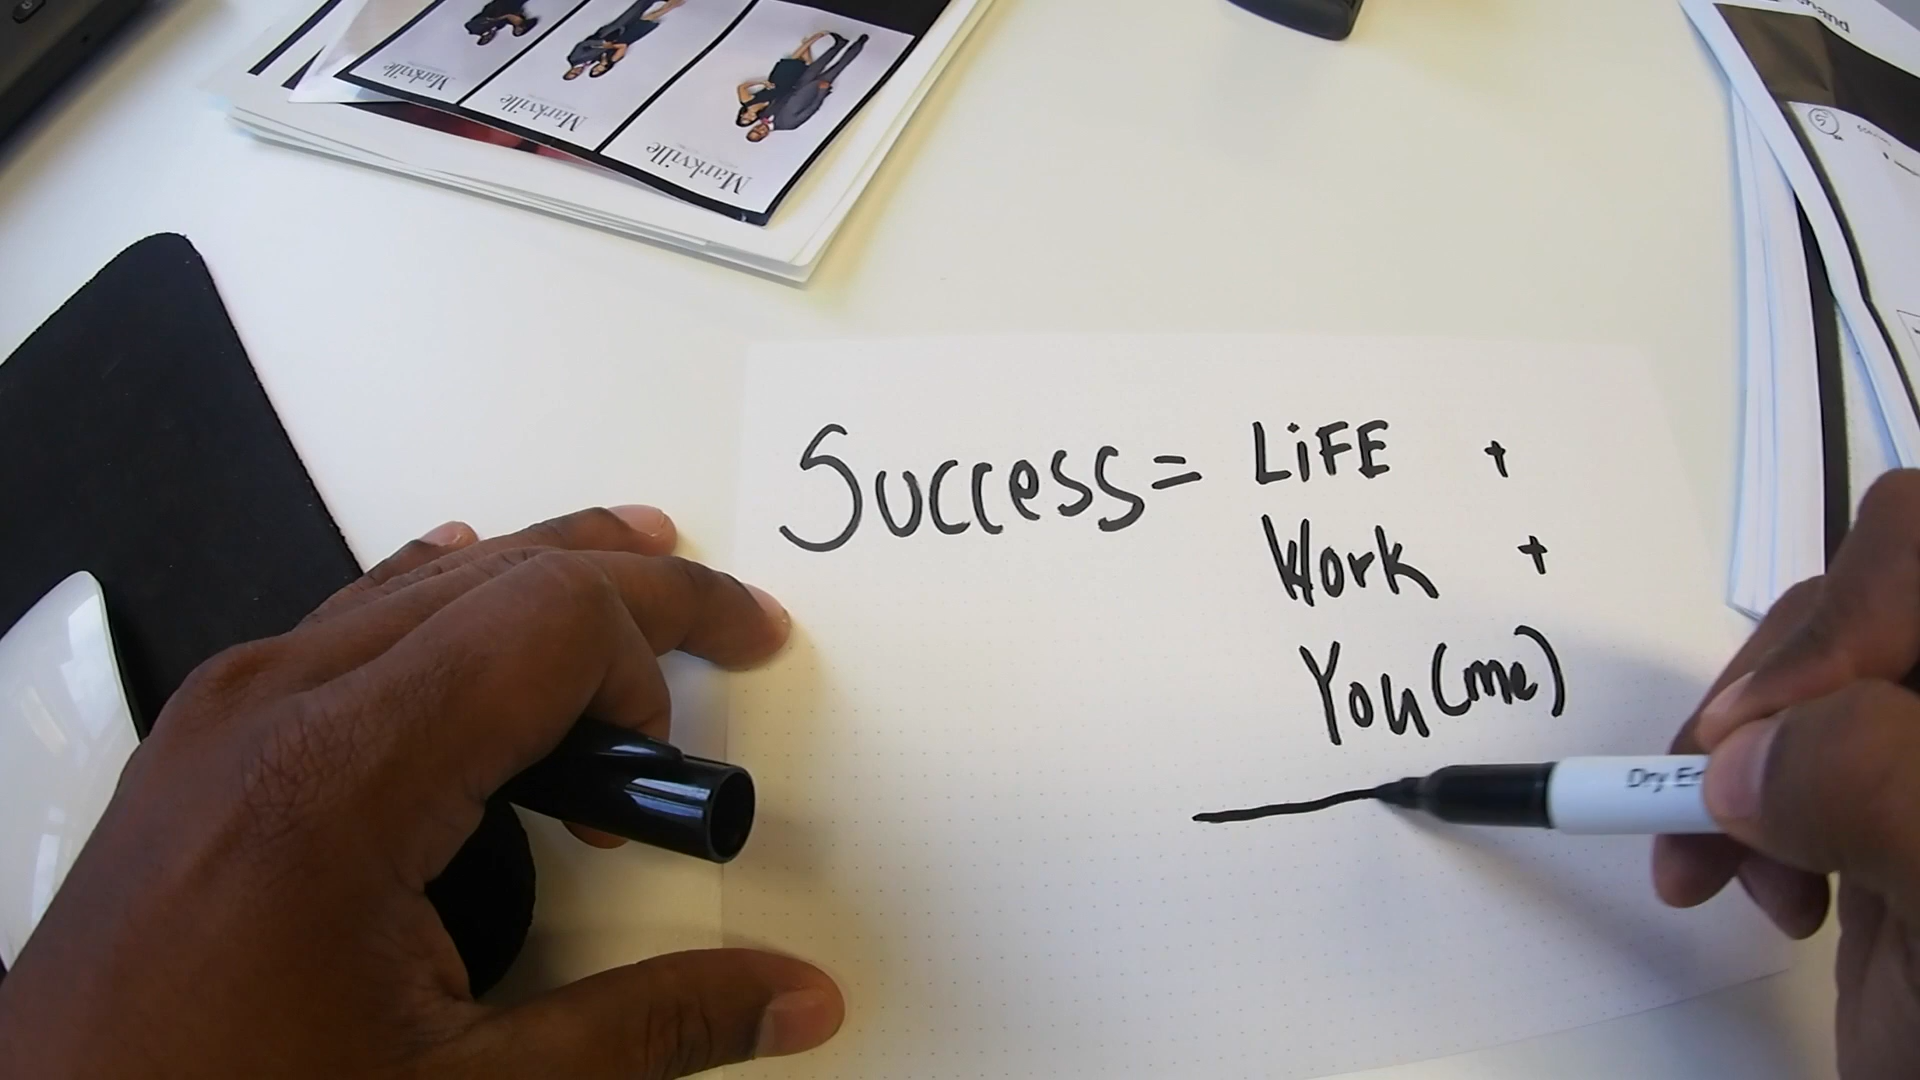 Markville
Markville
Markville
Success = LiFE +
Work +
You (me)
Dry Er